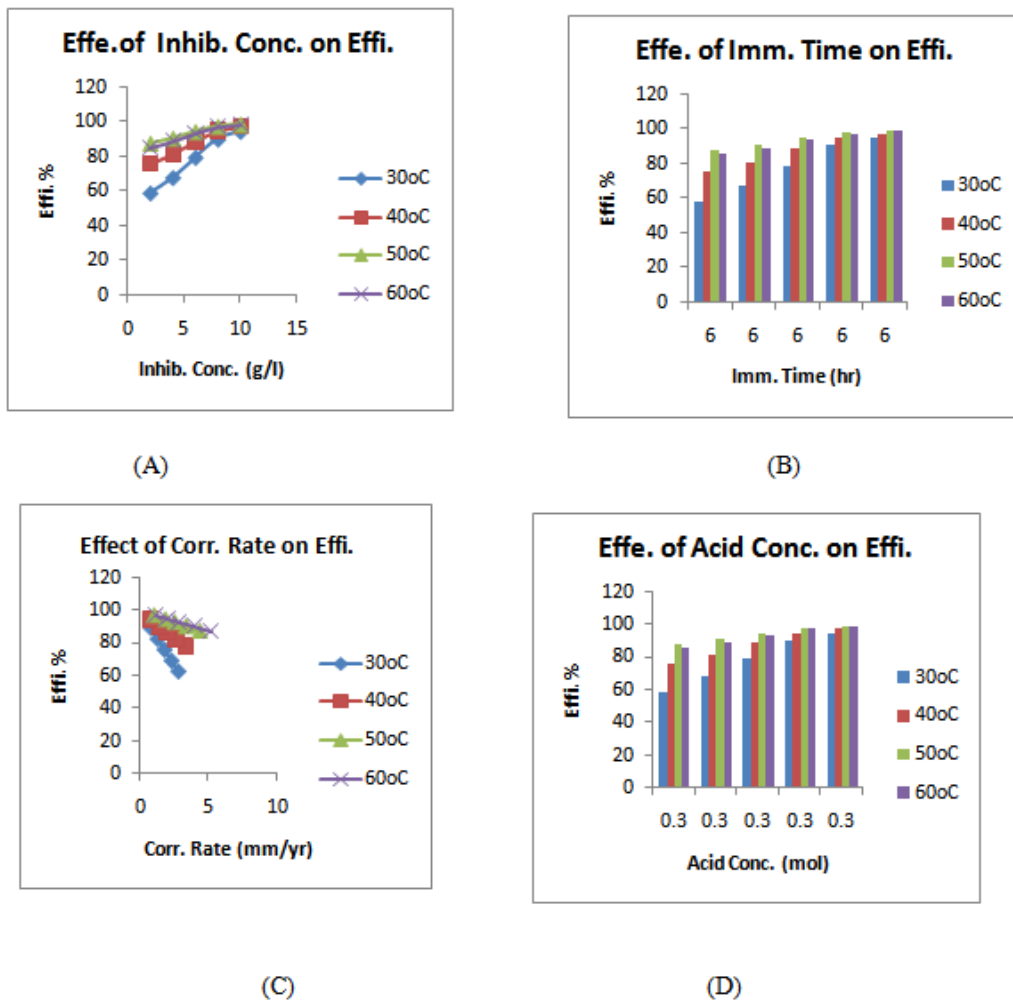 Effe.of Inhib. Conc. on Effi.
120
100
80
60
40
20
0
Effi. %
0 5 10 15
Inhib. Conc. (g/l)
30oC
40oC
50oC
60oC
(A)
Effe. of Imm. Time on Effi.
120
100
80
60
40
20
0
Effi. %
6 6 6 6 6
Imm. Time (hr)
30oC
40oC
50oC
60oC
(B)
Effect of Corr. Rate on Effi.
120
100
80
60
40
20
0
Effi. %
0 5 10
Corr. Rate (mm/yr)
30oC
40oC
50oC
60oC
(C)
Effe. of Acid Conc. on Effi.
120
100
80
60
40
20
0
Effi. %
0.3 0.3 0.3 0.3 0.3
Acid Conc. (mol)
30oC
40oC
50oC
60oC
(D)